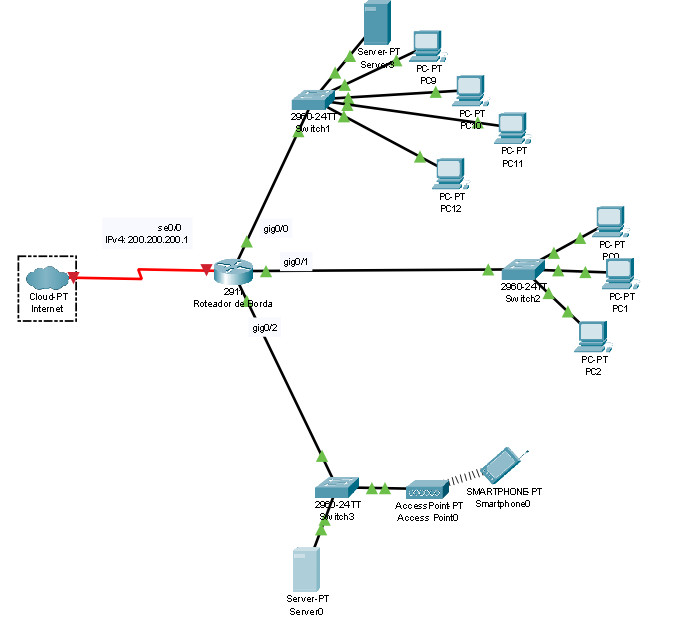 Server-PT
PC-PT
PC9
PC-PT
PC10
2960-24TT
Switch1
PC-PT
PC11
PC-PT
PC12
se0/0
IPv4: 200.200.200.1
gig0/0
gig0/1
PC-PT
2960-24TT
Switch2
PC-PT
PC1
Cloud-PT
Internet
2911
Roteador de Borda
gig0/2
PC-PT
PC2
2960-24TT
Switch3
AccessPoint-PT
Access Point0
SMARTPHONE-PT
Smartphone0
Server-PT
Server0